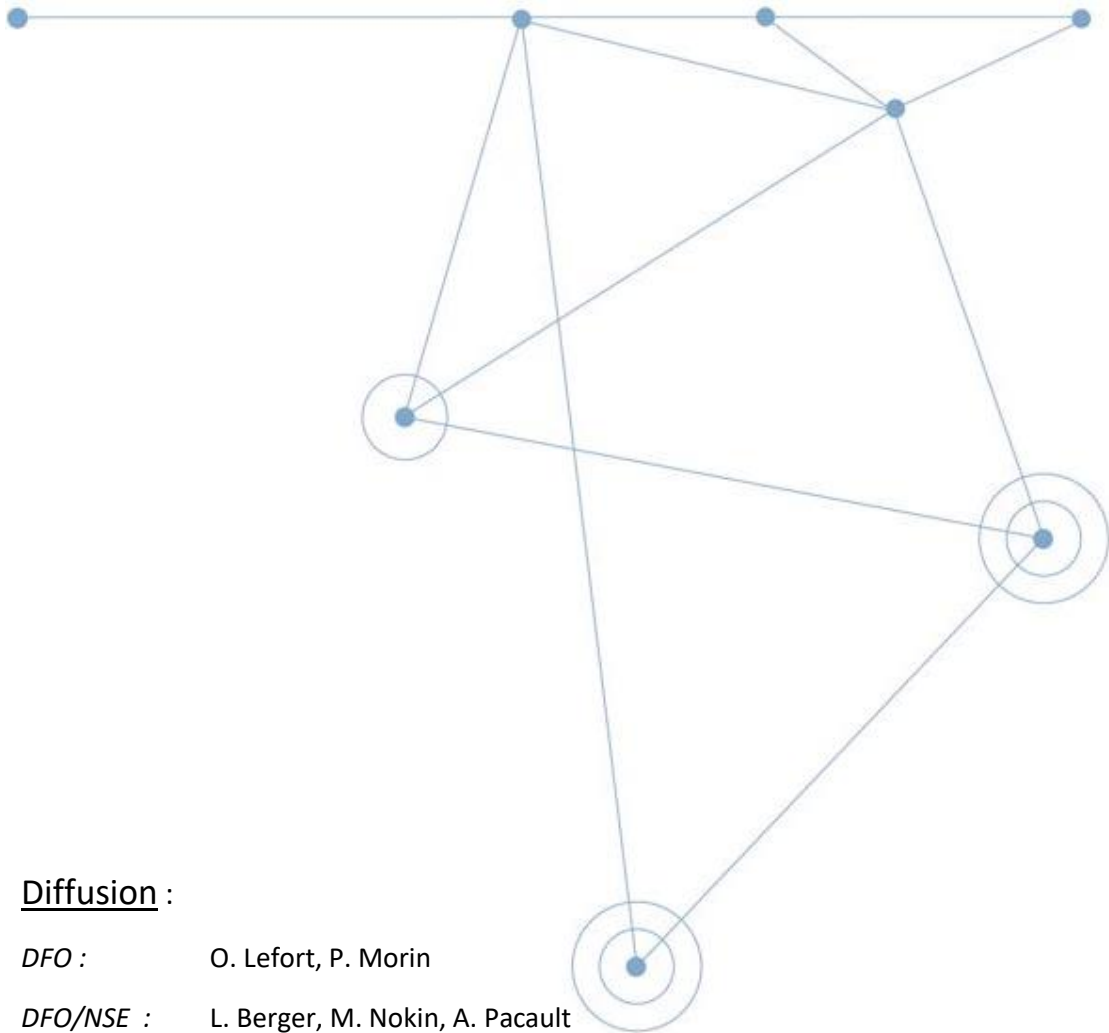 Diffusion :
DFO : O. Lefort, P. Morin
DFO/NSE : L. Berger, M. Nokin, A. Pacault